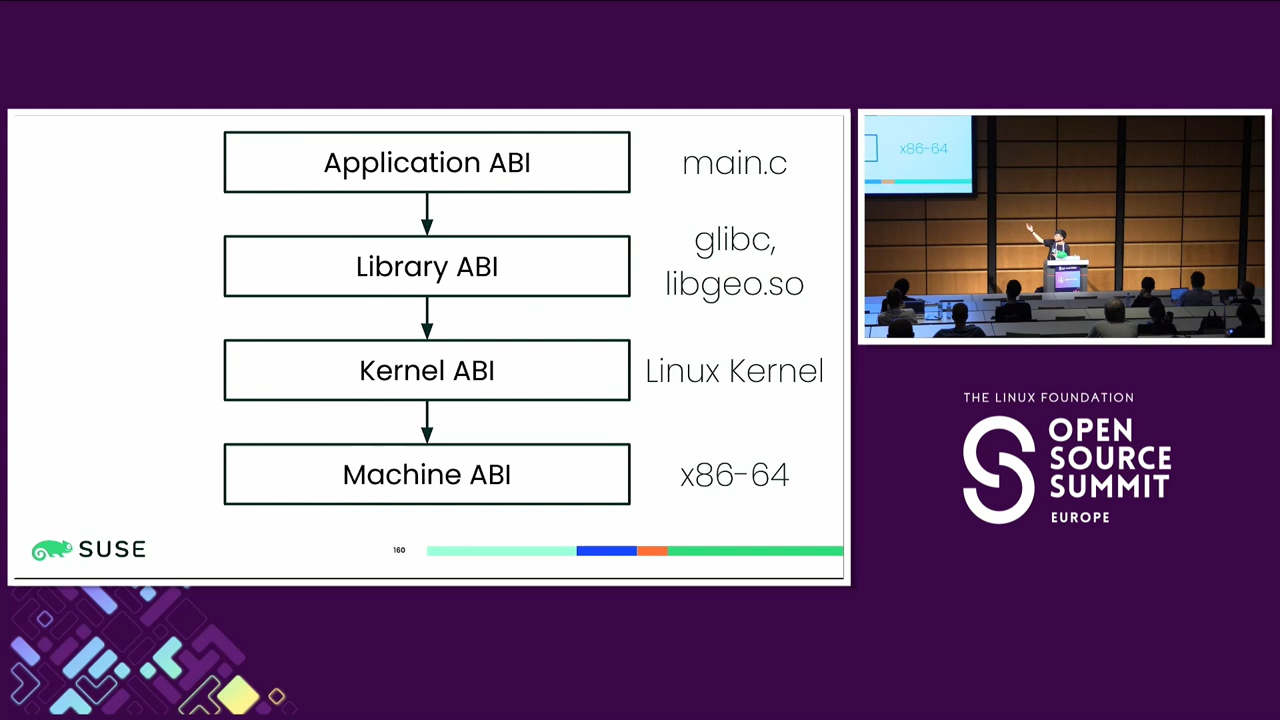 Application ABI
main.c
Library ABI
glibc,
libgeo.so
Kernel ABI
Linux Kernel
Machine ABI
x86-64
SUSE
160
x86-64
THE LINUX FOUNDATION
OPEN
SOURCE
SUMMIT
EUROPE